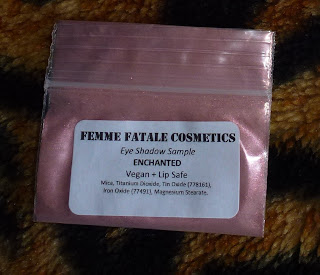 FEMME FATALE COSMETICS
Eye Shadow Sample
ENCHANTED
Vegan + Lip Safe
Mica, Titanium Dioxide, Tin Oxide (778161),
Iron Oxide (77491), Magnesium Stearate.